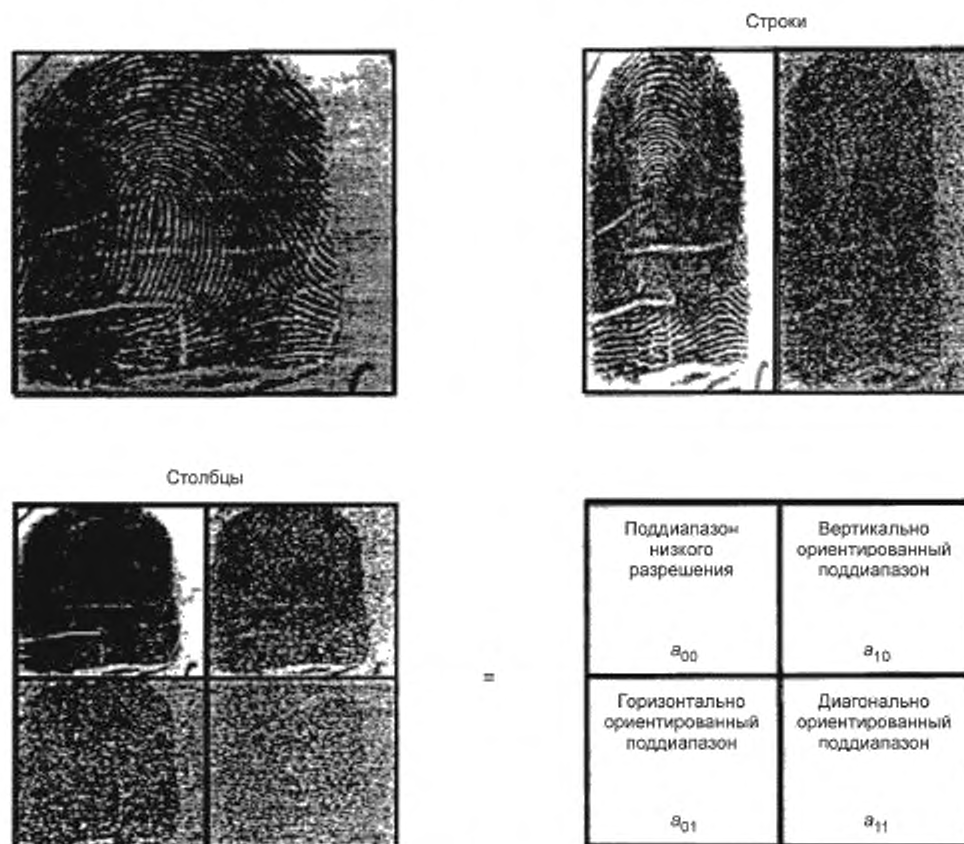 Строки
Столбцы
Поддиапазон
низкого
разрешения
a00
Вертикально
ориентированный
поддиапазон
a10
=
Горизонтально
ориентированный
поддиапазон
a01
Диагонально
ориентированный
поддиапазон
a11